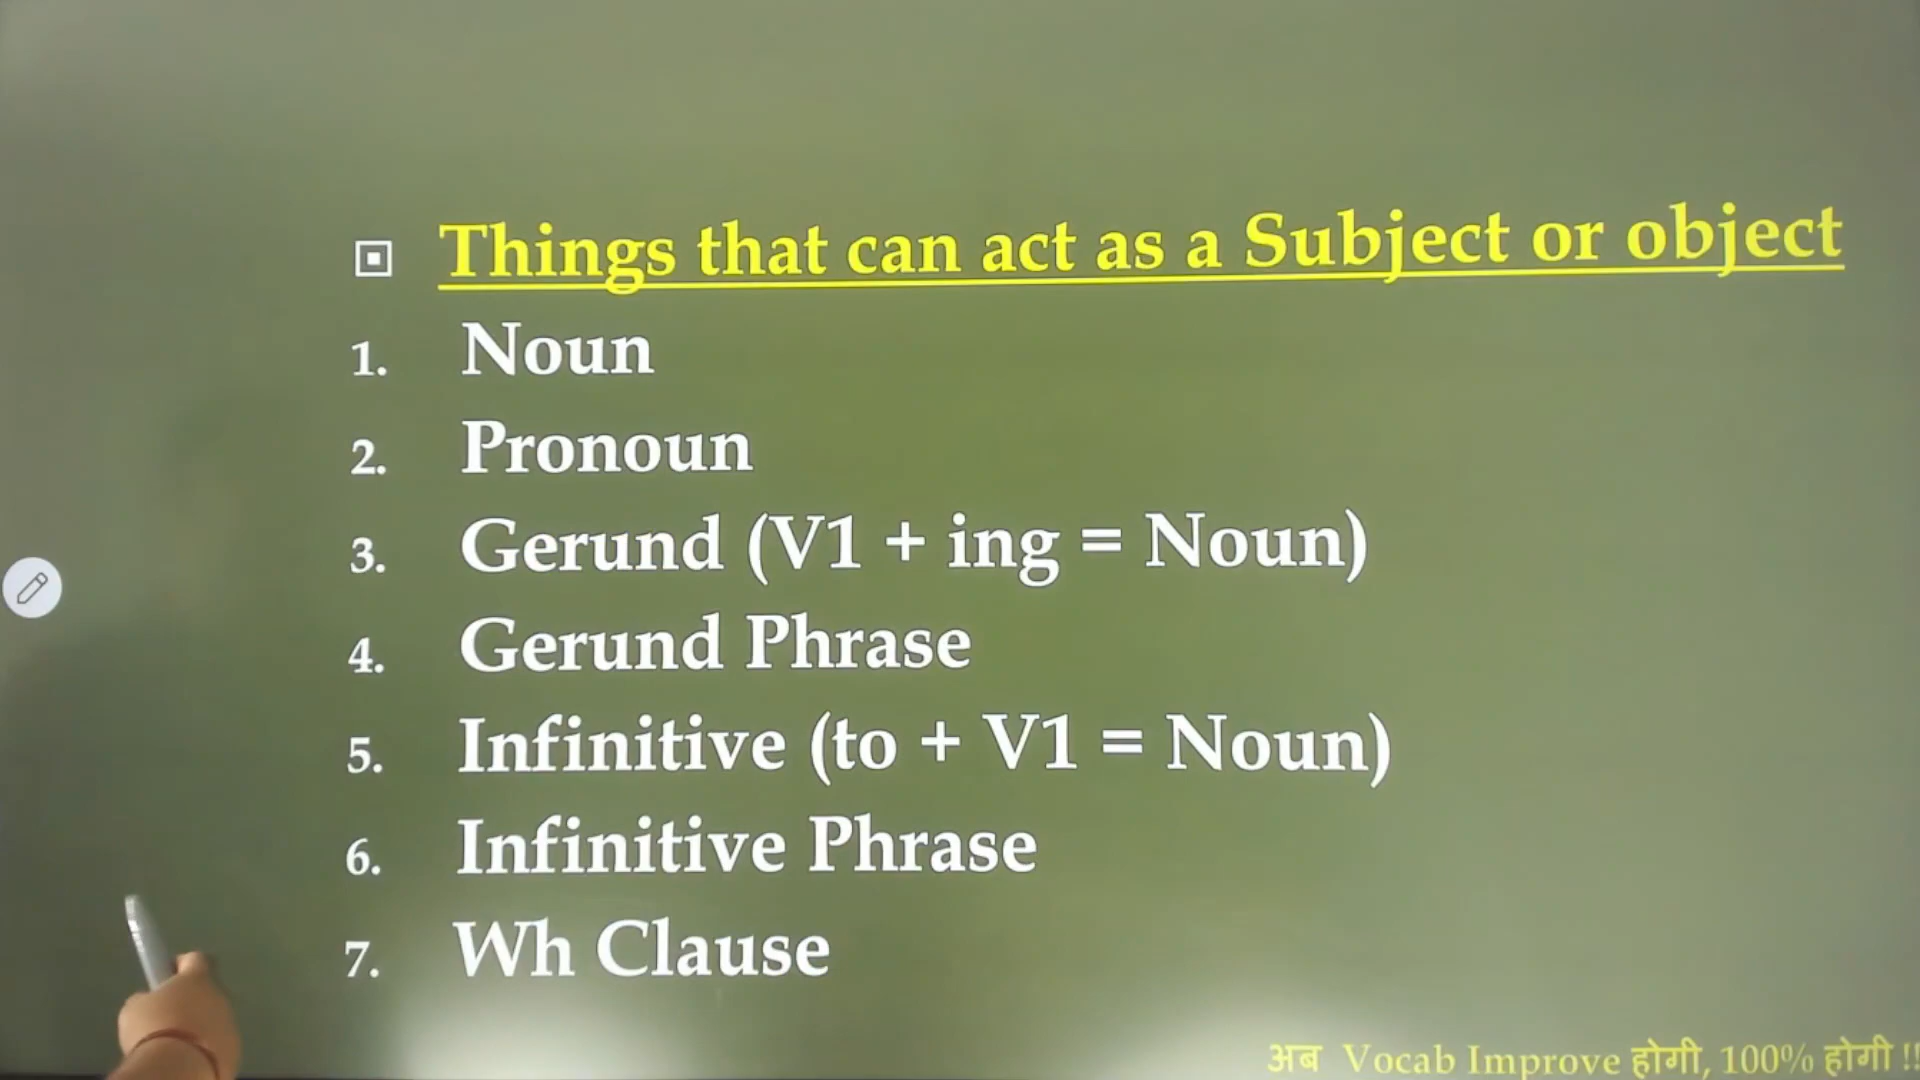 Things that can act as a Subject or object
1. Noun
2. Pronoun
3. Gerund (V1 + ing = Noun)
4. Gerund Phrase
5. Infinitive (to + V1 = Noun)
6. Infinitive Phrase
7. Wh Clause
अब Vocab Improve होगी, 100% होगी !!